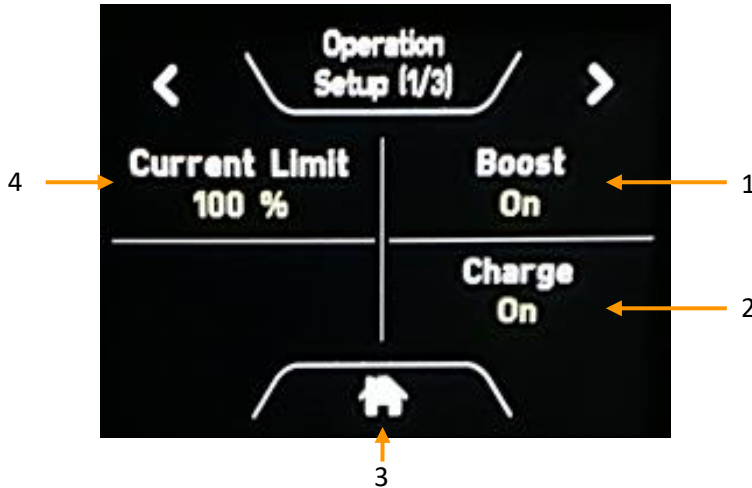 Operation
Setup (1/3)
Current Limit
100 %
Boost
On
Charge
On
4
1
2
3